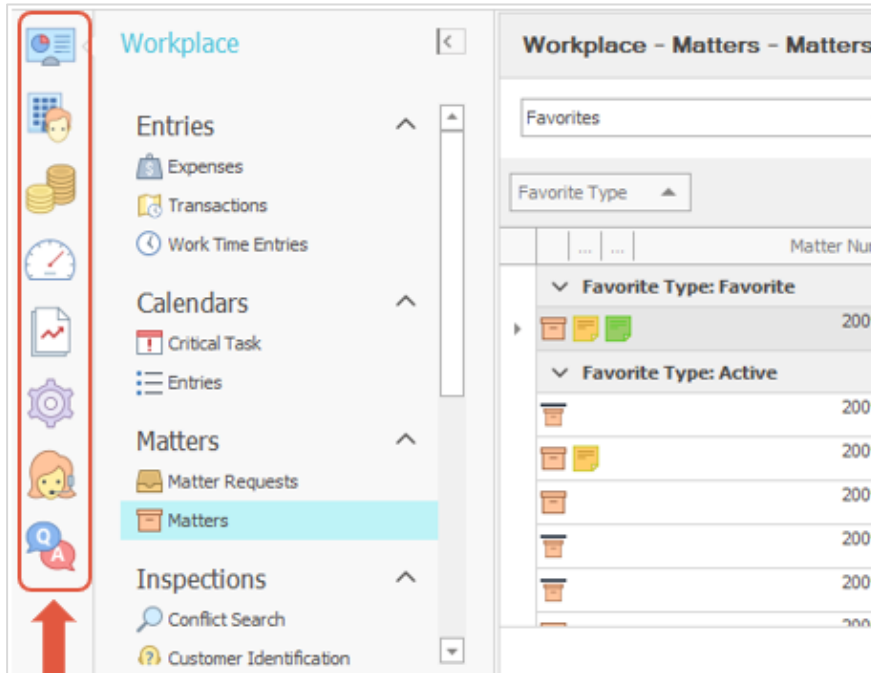 Workplace
Entries
Expenses
Transactions
Work Time Entries
Calendars
Critical Task
Entries
Matters
Matter Requests
Matters
Inspections
Conflict Search
Customer Identification
Workplace - Matters - Matters
Favorites
Favorite Type
... ...
Matter Nu
Favorite Type: Favorite
200
Favorite Type: Active
200
200
200
200
200
200
Q
A